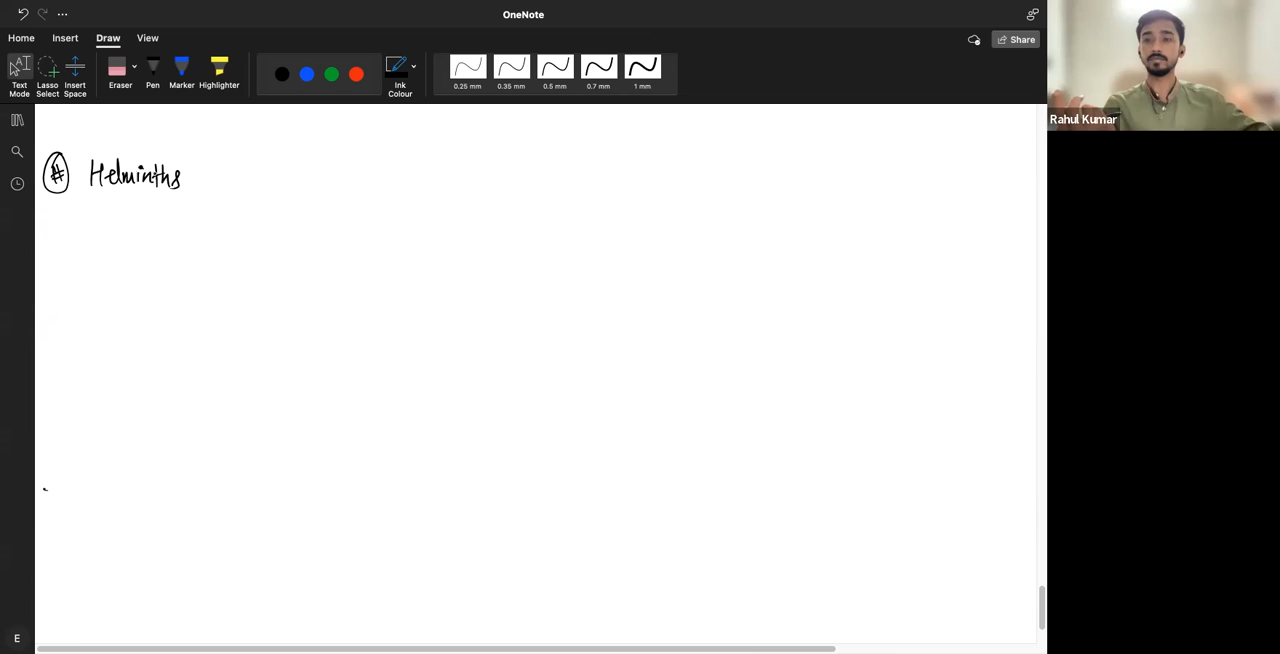 OneNote
Home Insert Draw View
Share
Text Mode
Lasso Select
Insert Space
Eraser
Pen
Marker
Highlighter
Ink Colour
0.25 mm
0.35 mm
0.5 mm
0.7 mm
1 mm
Rahul Kumar
# Helminths
E